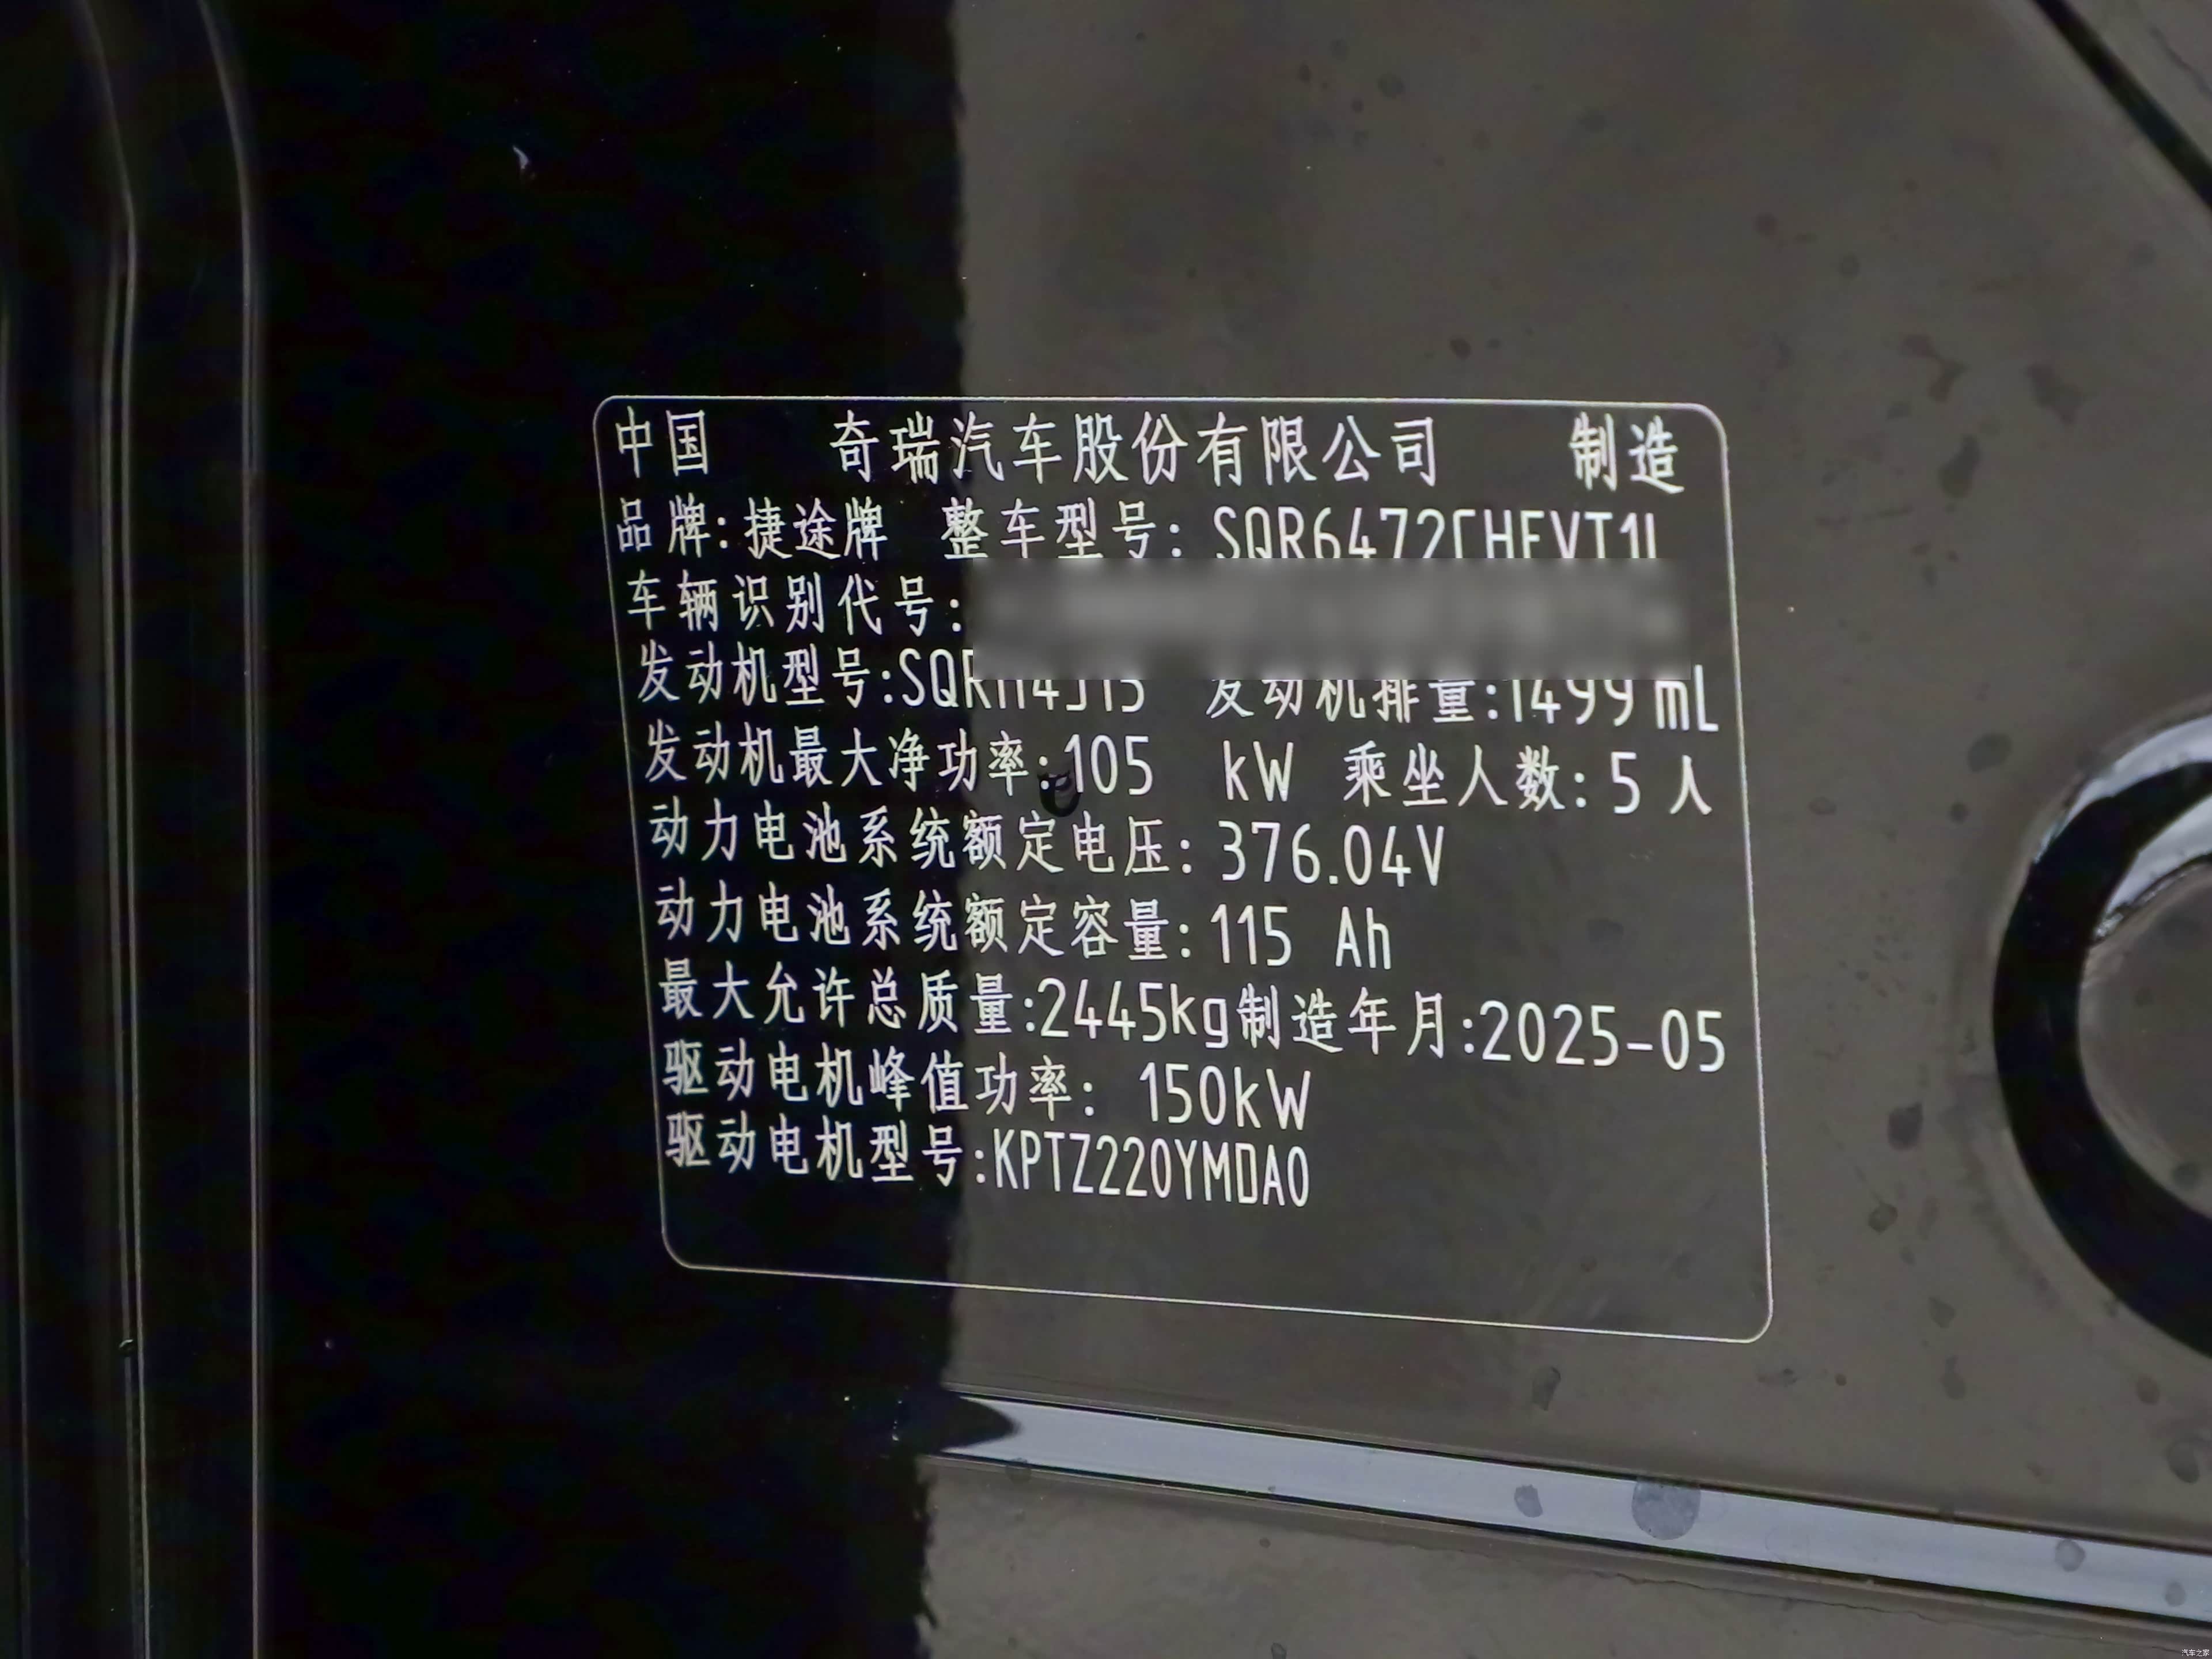 中国 奇瑞汽车股份有限公司 制造
品牌:捷途牌 整车型号: SQR6472CHEVT1L
车辆识别代号:
发动机型号:SQRH4J15 发动机排量:1499mL
发动机最大净功率:105 kW 乘坐人数:5人
动力电池系统额定电压:376.04V
动力电池系统额定容量:115 Ah
最大允许总质量:2445kg制造年月:2025-05
驱动电机峰值功率: 150kW
驱动电机型号:KPTZ220YMDA0
汽车之家